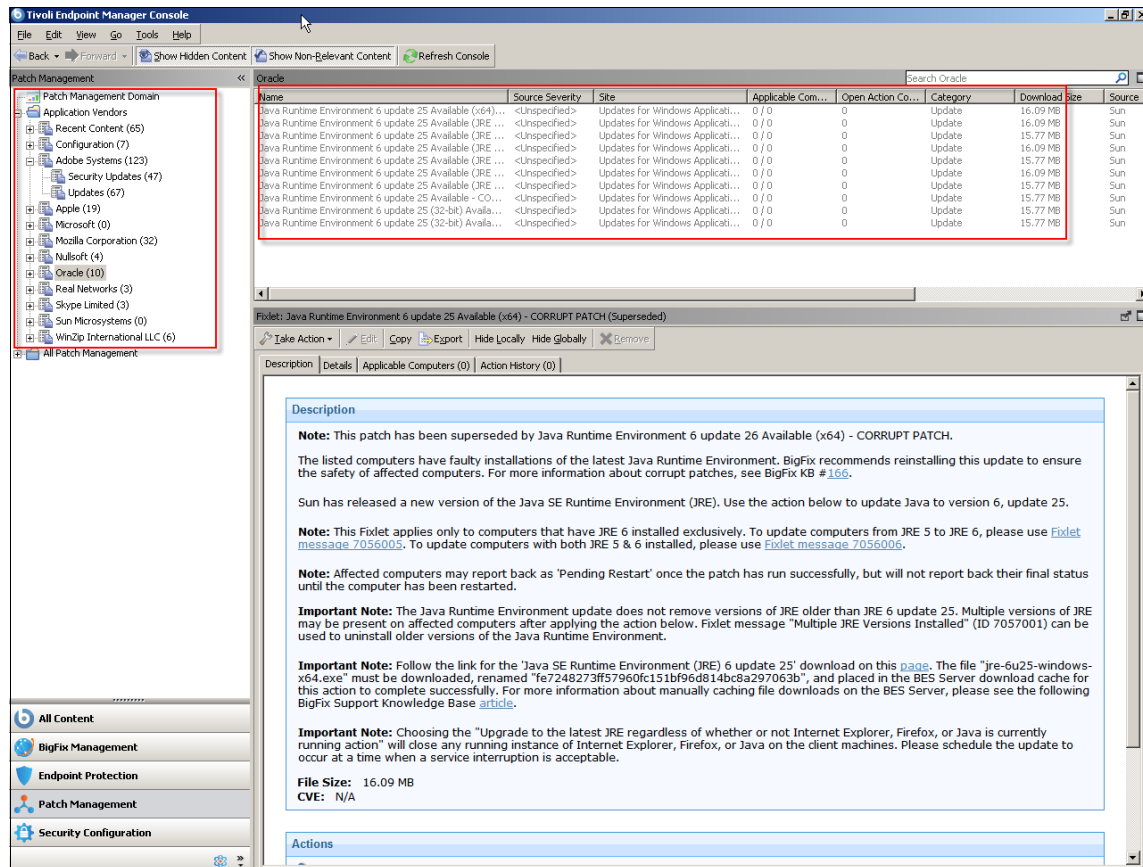 Tivoli Endpoint Manager Console
File Edit View Go Tools Help
Back Forward Show Hidden Content Show Non-Relevant Content Refresh Console
Patch Management «
Patch Management Domain
Application Vendors
Recent Content (65)
Configuration (7)
Adobe Systems (123)
Security Updates (47)
Updates (67)
Apple (19)
Microsoft (0)
Mozilla Corporation (32)
Nullsoft (4)
Oracle (10)
Real Networks (3)
Skype Limited (3)
Sun Microsystems (0)
WinZip International LLC (6)
All Patch Management
All Content
BigFix Management
Endpoint Protection
Patch Management
Security Configuration
Oracle Search Oracle
Name Source Severity Site Applicable Com... Open Action Co... Category Download Size Source
Java Runtime Environment 6 update 25 Available (x64)... <Unspecified> Updates for Windows Applicati... 0 / 0 0 Update 16.09 MB Sun
Java Runtime Environment 6 update 25 Available (JRE ... <Unspecified> Updates for Windows Applicati... 0 / 0 0 Update 16.09 MB Sun
Java Runtime Environment 6 update 25 Available (JRE ... <Unspecified> Updates for Windows Applicati... 0 / 0 0 Update 15.77 MB Sun
Java Runtime Environment 6 update 25 Available (JRE ... <Unspecified> Updates for Windows Applicati... 0 / 0 0 Update 16.09 MB Sun
Java Runtime Environment 6 update 25 Available (JRE ... <Unspecified> Updates for Windows Applicati... 0 / 0 0 Update 15.77 MB Sun
Java Runtime Environment 6 update 25 Available (JRE ... <Unspecified> Updates for Windows Applicati... 0 / 0 0 Update 16.09 MB Sun
Java Runtime Environment 6 update 25 Available (JRE ... <Unspecified> Updates for Windows Applicati... 0 / 0 0 Update 15.77 MB Sun
Java Runtime Environment 6 update 25 Available - CO... <Unspecified> Updates for Windows Applicati... 0 / 0 0 Update 15.77 MB Sun
Java Runtime Environment 6 update 25 (32-bit) Availa... <Unspecified> Updates for Windows Applicati... 0 / 0 0 Update 15.77 MB Sun
Java Runtime Environment 6 update 25 (32-bit) Availa... <Unspecified> Updates for Windows Applicati... 0 / 0 0 Update 15.77 MB Sun
Fixlet: Java Runtime Environment 6 update 25 Available (x64) - CORRUPT PATCH (Superseded)
Take Action Edit Copy Export Hide Locally Hide Globally Remove
Description Details Applicable Computers (0) Action History (0)
Description
Note: This patch has been superseded by Java Runtime Environment 6 update 26 Available (x64) - CORRUPT PATCH.
The listed computers have faulty installations of the latest Java Runtime Environment. BigFix recommends reinstalling this update to ensure
the safety of affected computers. For more information about corrupt patches, see BigFix KB #166.
Sun has released a new version of the Java SE Runtime Environment (JRE). Use the action below to update Java to version 6, update 25.
Note: This Fixlet applies only to computers that have JRE 6 installed exclusively. To update computers from JRE 5 to JRE 6, please use Fixlet
message 7056005. To update computers with both JRE 5 & 6 installed, please use Fixlet message 7056006.
Note: Affected computers may report back as 'Pending Restart' once the patch has run successfully, but will not report back their final status
until the computer has been restarted.
Important Note: The Java Runtime Environment update does not remove versions of JRE older than JRE 6 update 25. Multiple versions of JRE
may be present on affected computers after applying the action below. Fixlet message "Multiple JRE Versions Installed" (ID 7057001) can be
used to uninstall older versions of the Java Runtime Environment.
Important Note: Follow the link for the 'Java SE Runtime Environment (JRE) 6 update 25' download on this page. The file "jre-6u25-windows-
x64.exe" must be downloaded, renamed "fe7248273ff57960fc151bf96d814bc8a297063b", and placed in the BES Server download cache for
this action to complete successfully. For more information about manually caching file downloads on the BES Server, please see the following
BigFix Support Knowledge Base article.
Important Note: Choosing the "Upgrade to the latest JRE regardless of whether or not Internet Explorer, Firefox, or Java is currently
running action" will close any running instance of Internet Explorer, Firefox, or Java on the client machines. Please schedule the update to
occur at a time when a service interruption is acceptable.
File Size: 16.09 MB
CVE: N/A
Actions